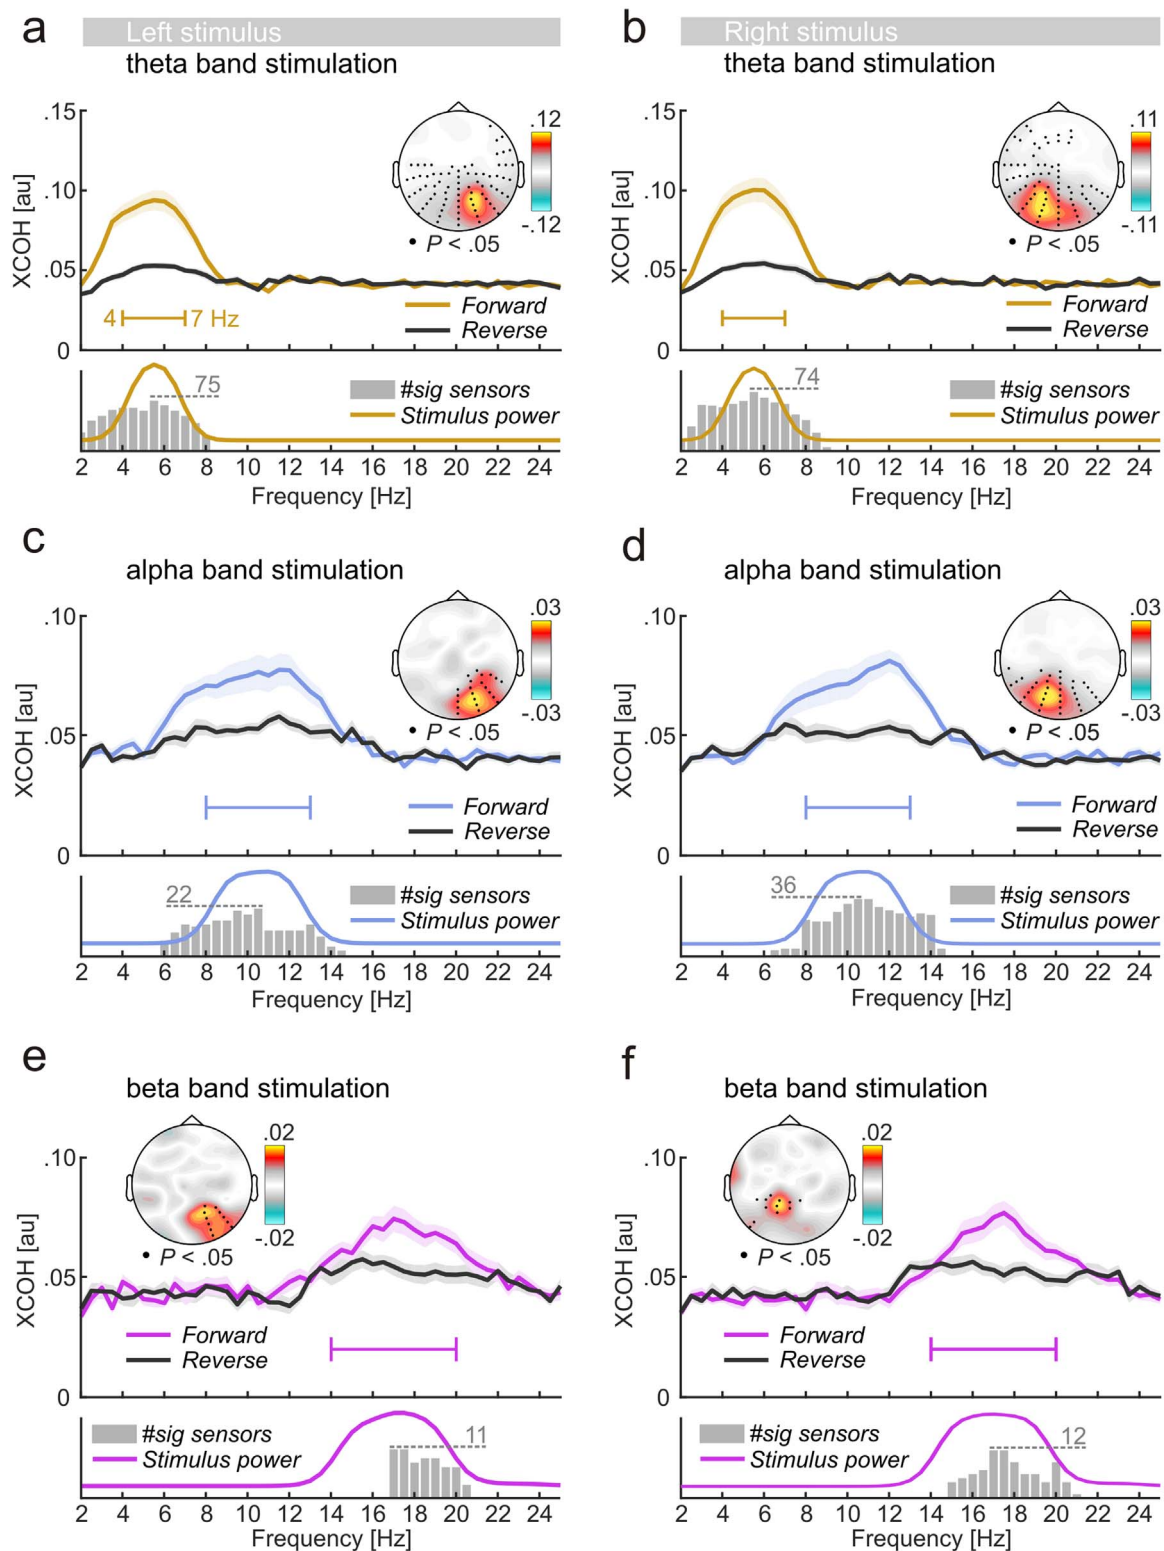 a
Left stimulus
theta band stimulation
.15
.10
.05
0
XCOH [au]
.12
-.12
• P < .05
4 7 Hz
Forward
Reverse
75
#sig sensors
Stimulus power
2 4 6 8 10 12 14 16 18 20 22 24
Frequency [Hz]
b
Right stimulus
theta band stimulation
.15
.10
.05
0
XCOH [au]
.11
-.11
• P < .05
Forward
Reverse
74
#sig sensors
Stimulus power
2 4 6 8 10 12 14 16 18 20 22 24
Frequency [Hz]
c
alpha band stimulation
.10
.05
0
XCOH [au]
.03
-.03
• P < .05
Forward
Reverse
22
#sig sensors
Stimulus power
2 4 6 8 10 12 14 16 18 20 22 24
Frequency [Hz]
d
alpha band stimulation
.10
.05
0
XCOH [au]
.03
-.03
• P < .05
Forward
Reverse
36
#sig sensors
Stimulus power
2 4 6 8 10 12 14 16 18 20 22 24
Frequency [Hz]
e
beta band stimulation
.10
.05
0
XCOH [au]
.02
-.02
• P < .05
Forward
Reverse
#sig sensors
Stimulus power
11
2 4 6 8 10 12 14 16 18 20 22 24
Frequency [Hz]
f
beta band stimulation
.10
.05
0
XCOH [au]
.02
-.02
• P < .05
Forward
Reverse
#sig sensors
Stimulus power
12
2 4 6 8 10 12 14 16 18 20 22 24
Frequency [Hz]